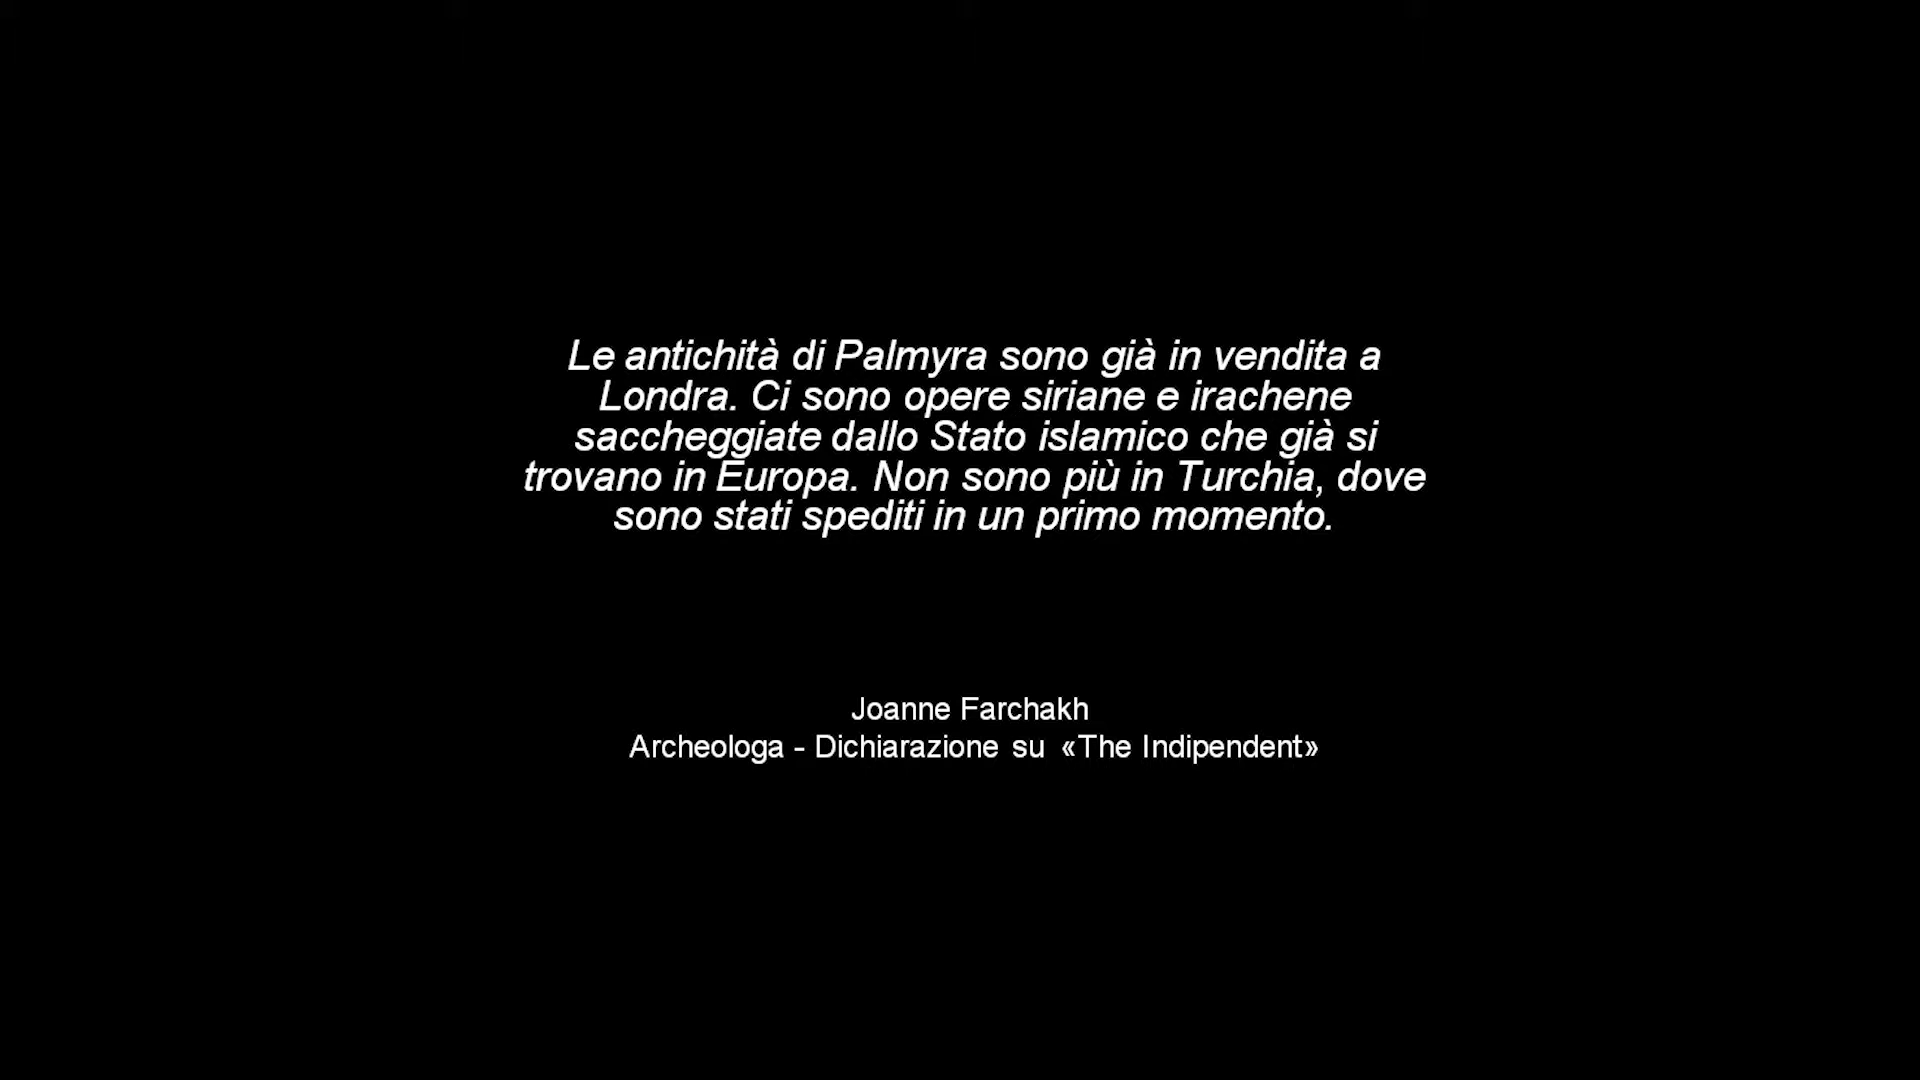 Le antichità di Palmyra sono già in vendita a
Londra. Ci sono opere siriane e irachene
saccheggiate dallo Stato islamico che già si
trovano in Europa. Non sono più in Turchia, dove
sono stati spediti in un primo momento.
Joanne Farchakh
Archeologa - Dichiarazione su «The Indipendent»